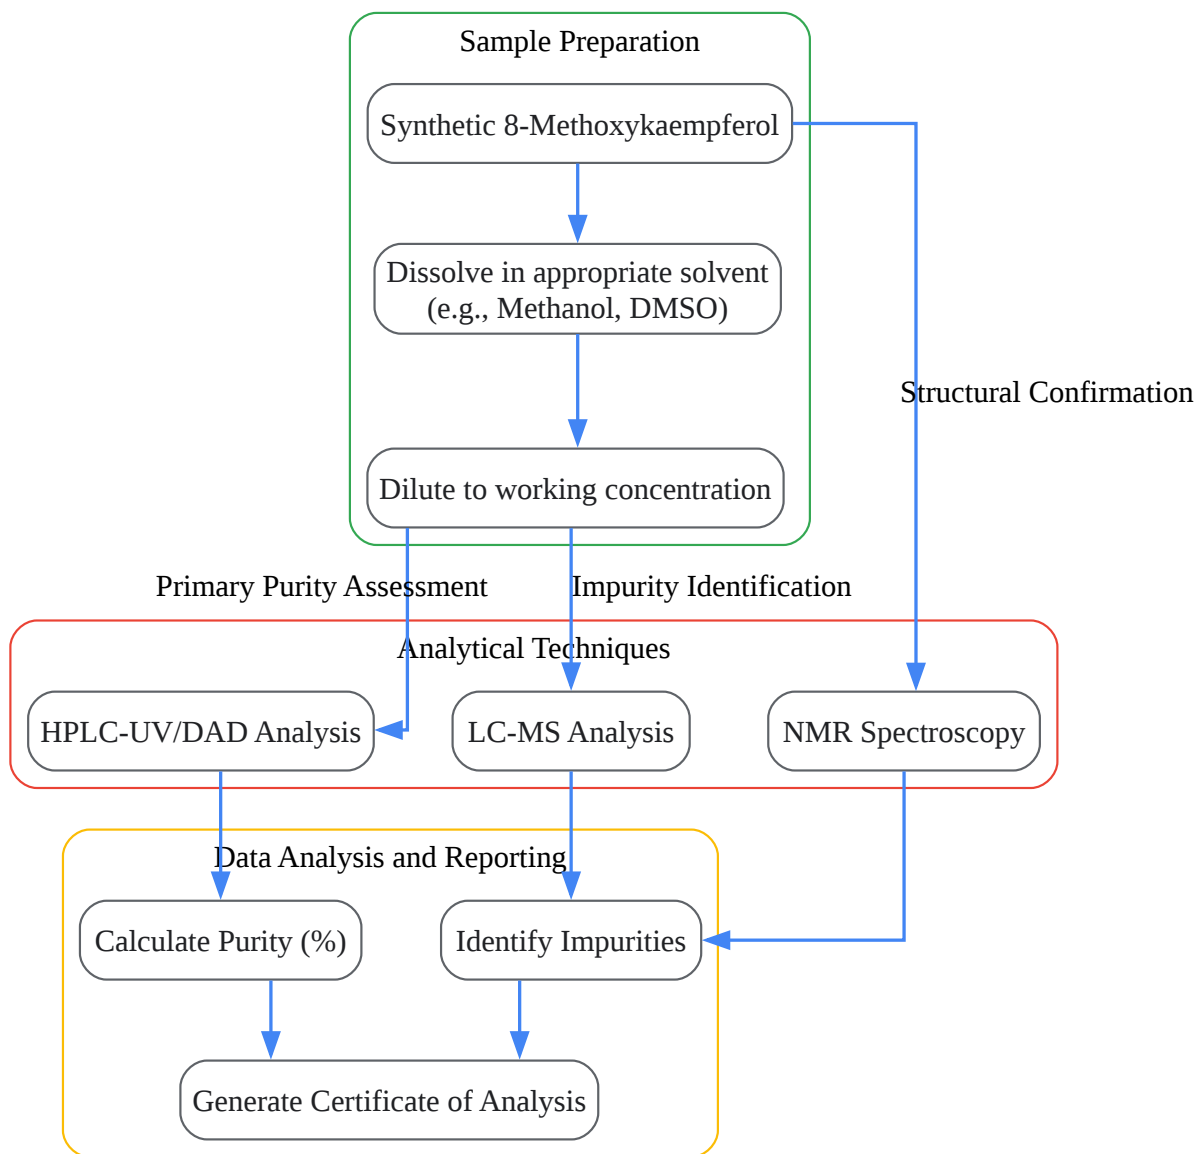 Sample Preparation
Synthetic 8-Methoxykaempferol
Dissolve in appropriate solvent
(e.g., Methanol, DMSO)
Structural Confirmation
Dilute to working concentration
Primary Purity Assessment
Impurity Identification
Analytical Techniques
HPLC-UV/DAD Analysis
LC-MS Analysis
NMR Spectroscopy
Data Analysis and Reporting
Calculate Purity (%)
Identify Impurities
Generate Certificate of Analysis